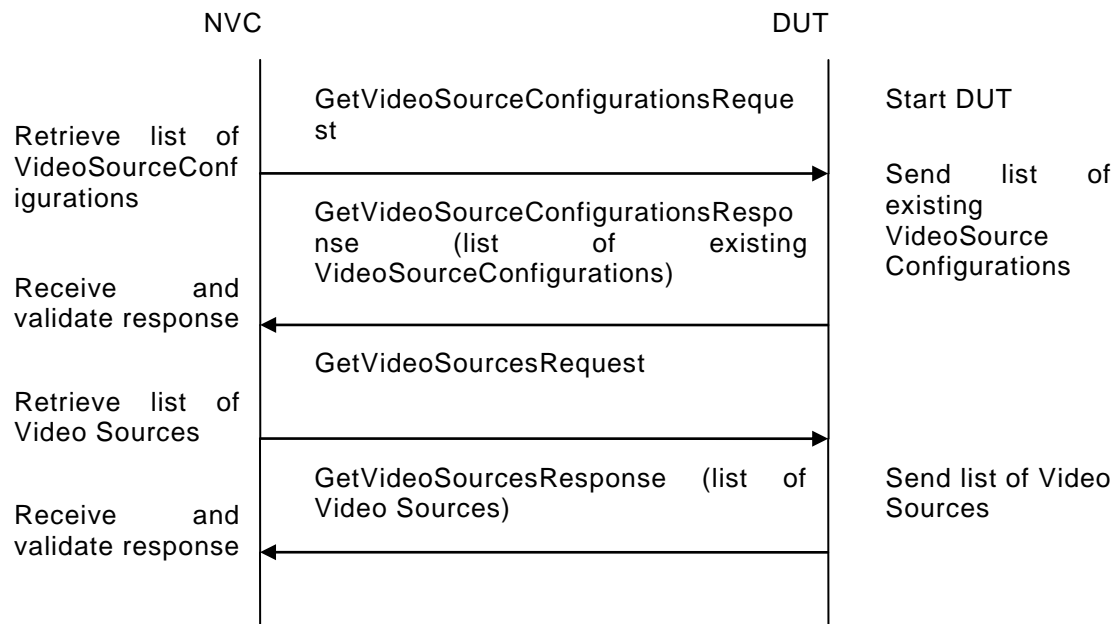 NVC
DUT
GetVideoSourceConfigurationsReque
st
Start DUT
Retrieve list of
VideoSourceConf
igurations
Send list of
existing
VideoSource
Configurations
GetVideoSourceConfigurationsRespo
nse (list of existing
VideoSourceConfigurations)
Receive and
validate response
GetVideoSourcesRequest
Retrieve list of
Video Sources
GetVideoSourcesResponse (list of
Video Sources)
Send list of Video
Sources
Receive and
validate response